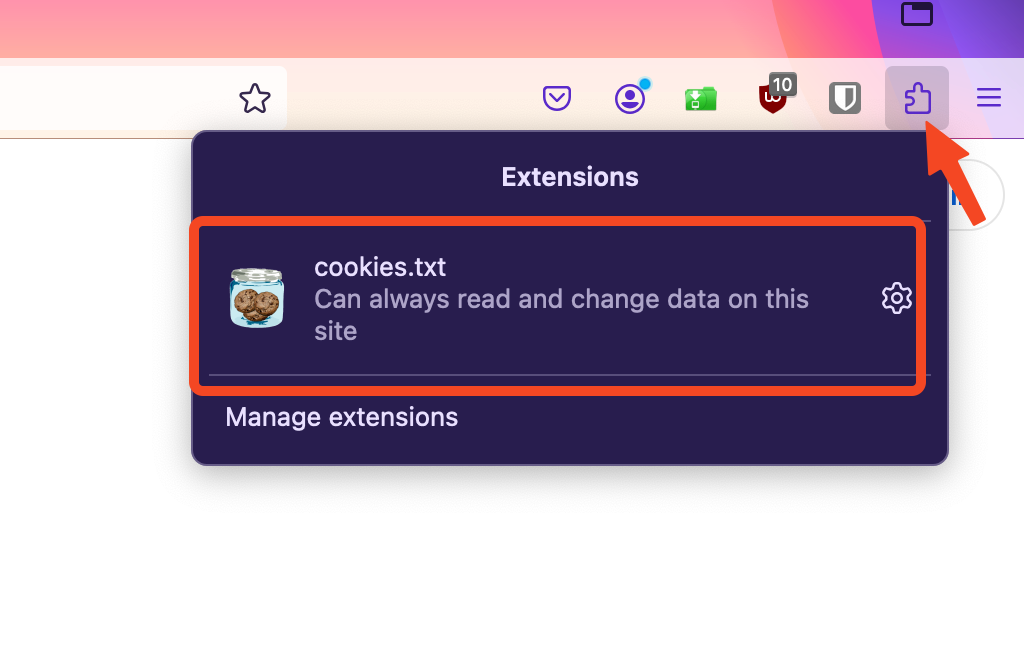 10
Extensions
cookies.txt
Can always read and change data on this
site
Manage extensions